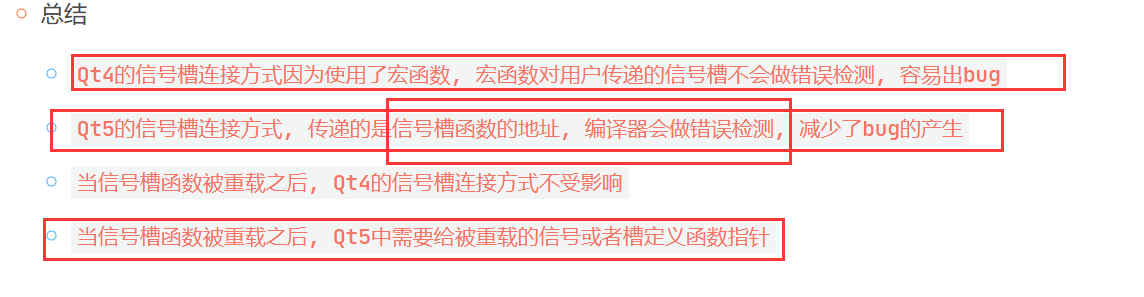 总结
Qt4的信号槽连接方式因为使用了宏函数, 宏函数对用户传递的信号槽不会做错误检测, 容易出bug
Qt5的信号槽连接方式, 传递的是信号槽函数的地址, 编译器会做错误检测, 减少了bug的产生
当信号槽函数被重载之后, Qt4的信号槽连接方式不受影响
当信号槽函数被重载之后, Qt5中需要给被重载的信号或者槽定义函数指针